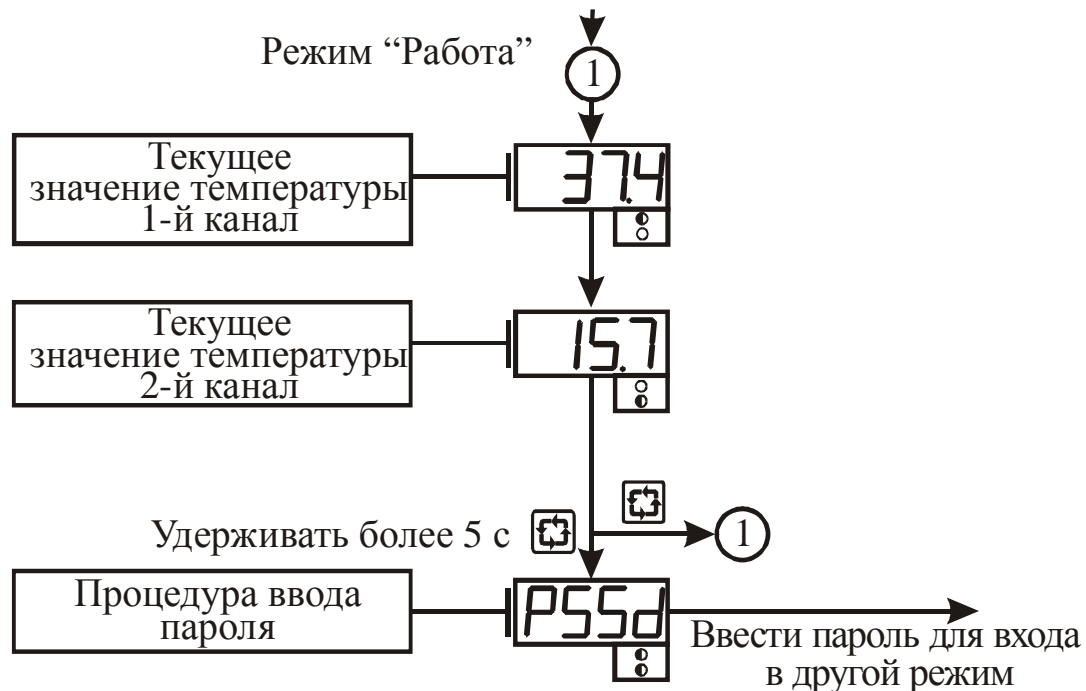 Режим “Работа”
1
Текущее
значение температуры
1-й канал
37.4
Текущее
значение температуры
2-й канал
15.7
Удерживать более 5 с
1
Процедура ввода
пароля
PSSd
Ввести пароль для входа
в другой режим